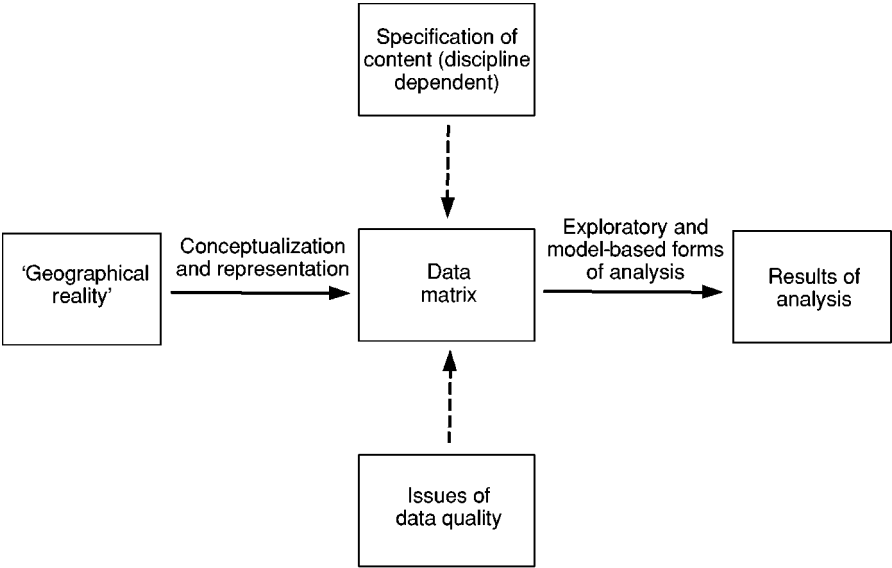 Specification of
content (discipline
dependent)
‘Geographical
reality’
Conceptualization
and representation
Data
matrix
Exploratory and
model-based forms
of analysis
Results of
analysis
Issues of
data quality